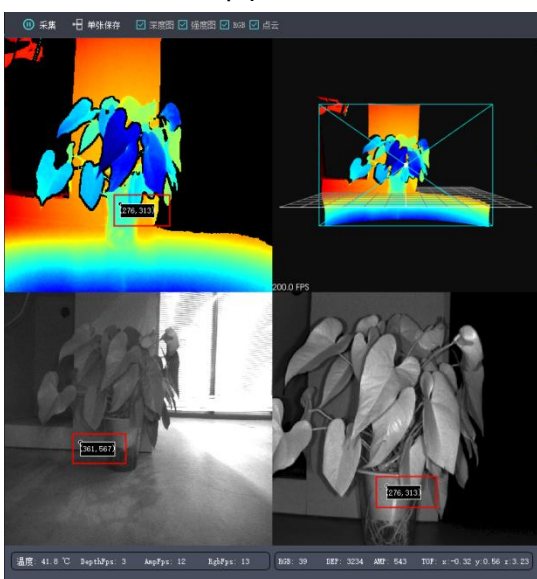 采集 单张保存 深度图 强度图 RGB 点云
(276,313)
200.0 FPS
(361,567)
(276,313)
温度: 41.8 ℃ DepthFps: 3 AmpFps: 12 RgbFps: 13 RGB: 39 DEP: 3234 AMP: 543 TOF: x:-0.32 y:0.56 z:3.23